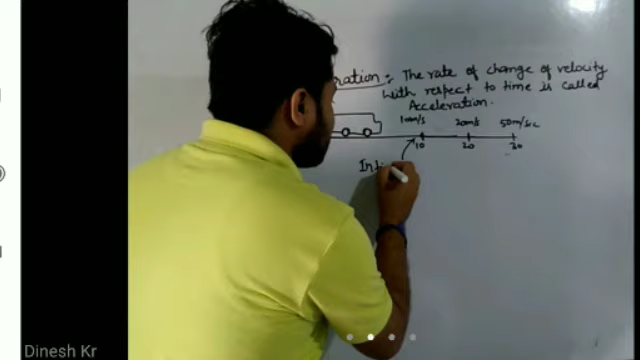 ration :- The rate of change of velocity
with respect to time is called
Acceleration.
10m/s 20m/s 50m/sec
10 20 30
Inti
Dinesh Kr